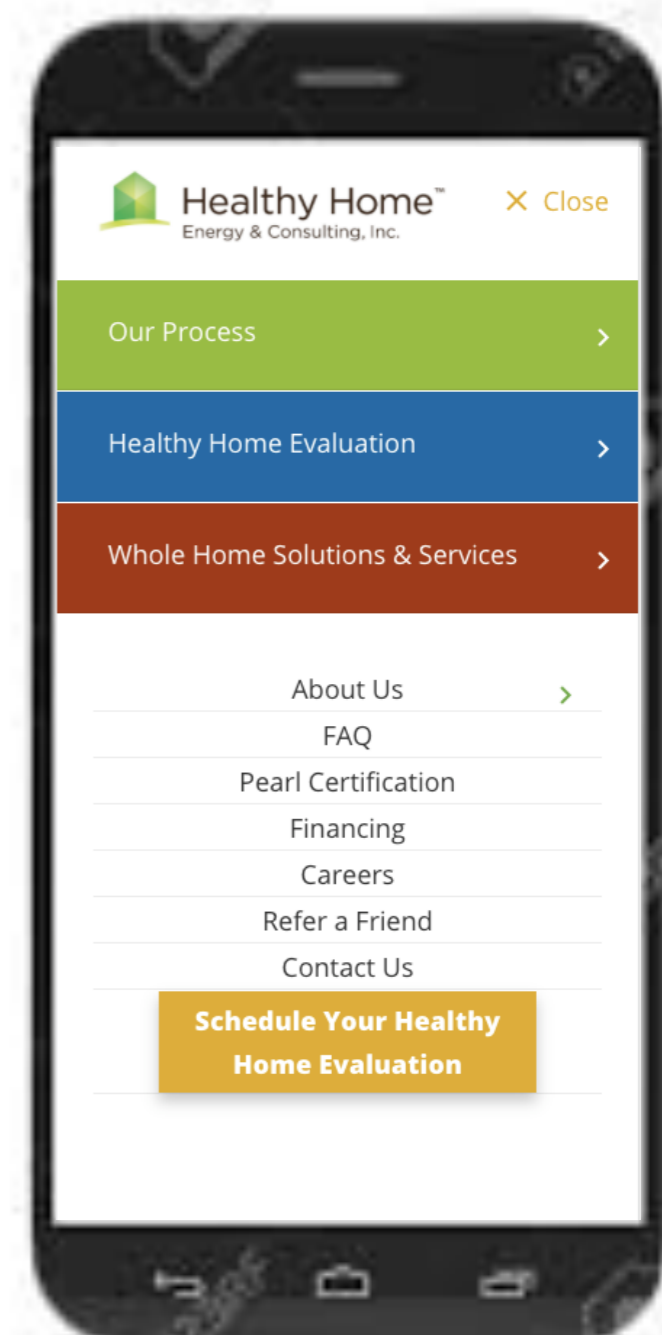 Healthy Home™
Energy & Consulting, Inc.
× Close
Our Process
Healthy Home Evaluation
Whole Home Solutions & Services
About Us
FAQ
Pearl Certification
Financing
Careers
Refer a Friend
Contact Us
Schedule Your Healthy
Home Evaluation